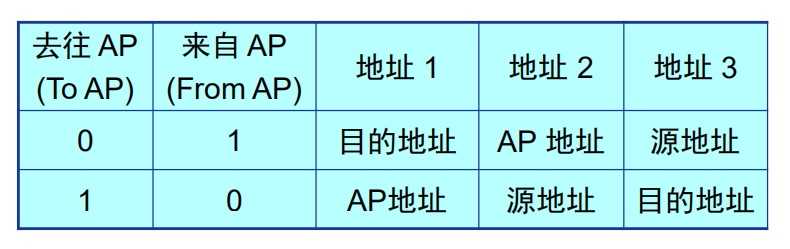 去往 AP 来自 AP 地址 1 地址 2 地址 3
(To AP) (From AP)
0 1 目的地址 AP 地址 源地址
1 0 AP地址 源地址 目的地址